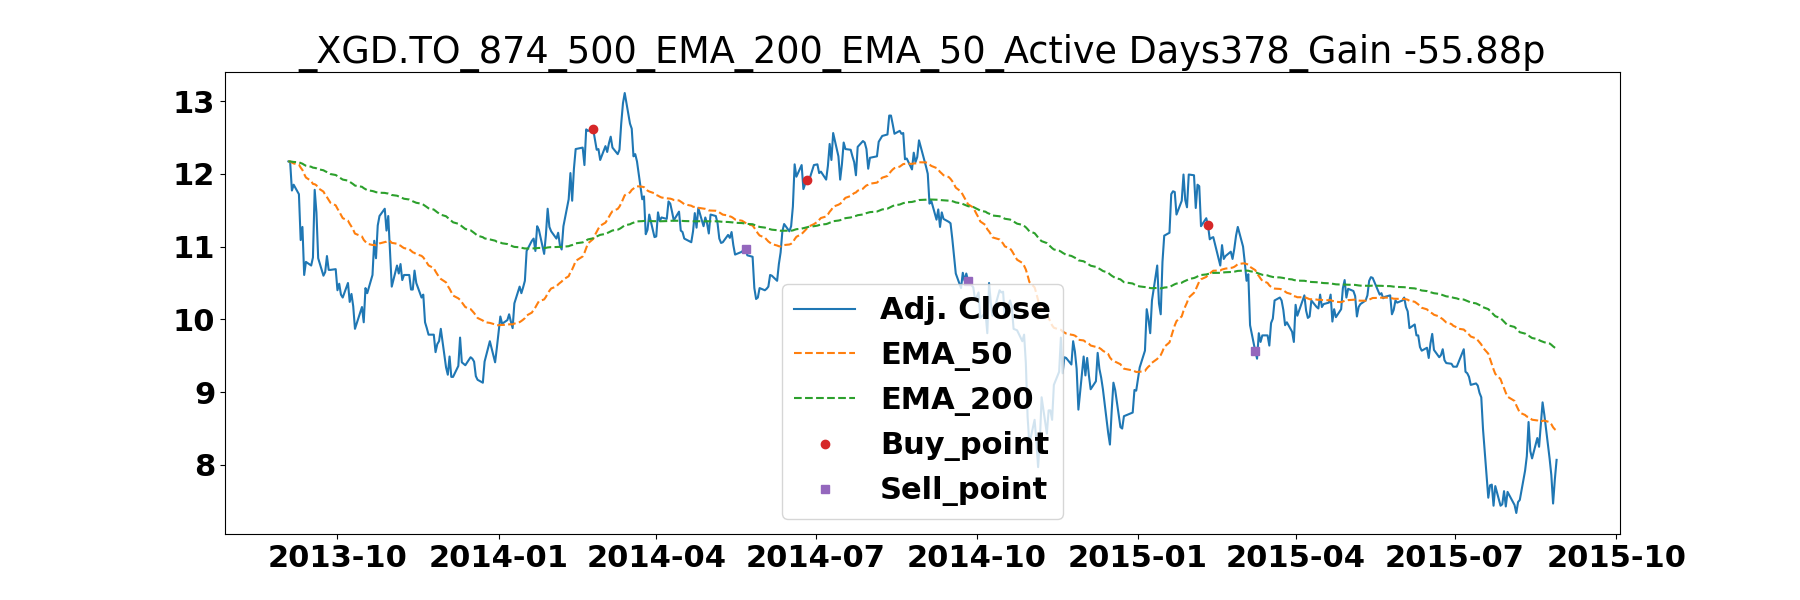 _XGD.TO_874_500_EMA_200_EMA_50_Active Days378_Gain -55.88p
13
12
11
10
9
8
Adj. Close
EMA_50
EMA_200
Buy_point
Sell_point
2013-10 2014-01 2014-04 2014-07 2014-10 2015-01 2015-04 2015-07 2015-10